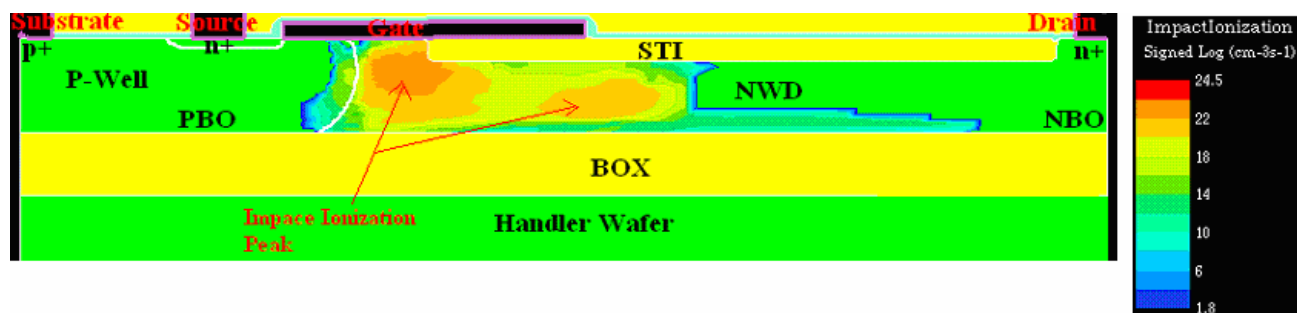 Substrate Source Gate Drain
p+ n+ STI n+
P-Well NWD
PBO NBO
BOX
Impace Ionization
Peak
Handler Wafer
ImpactIonization
Signed Log (cm-3s-1)
24.5
22
18
14
10
6
1.8